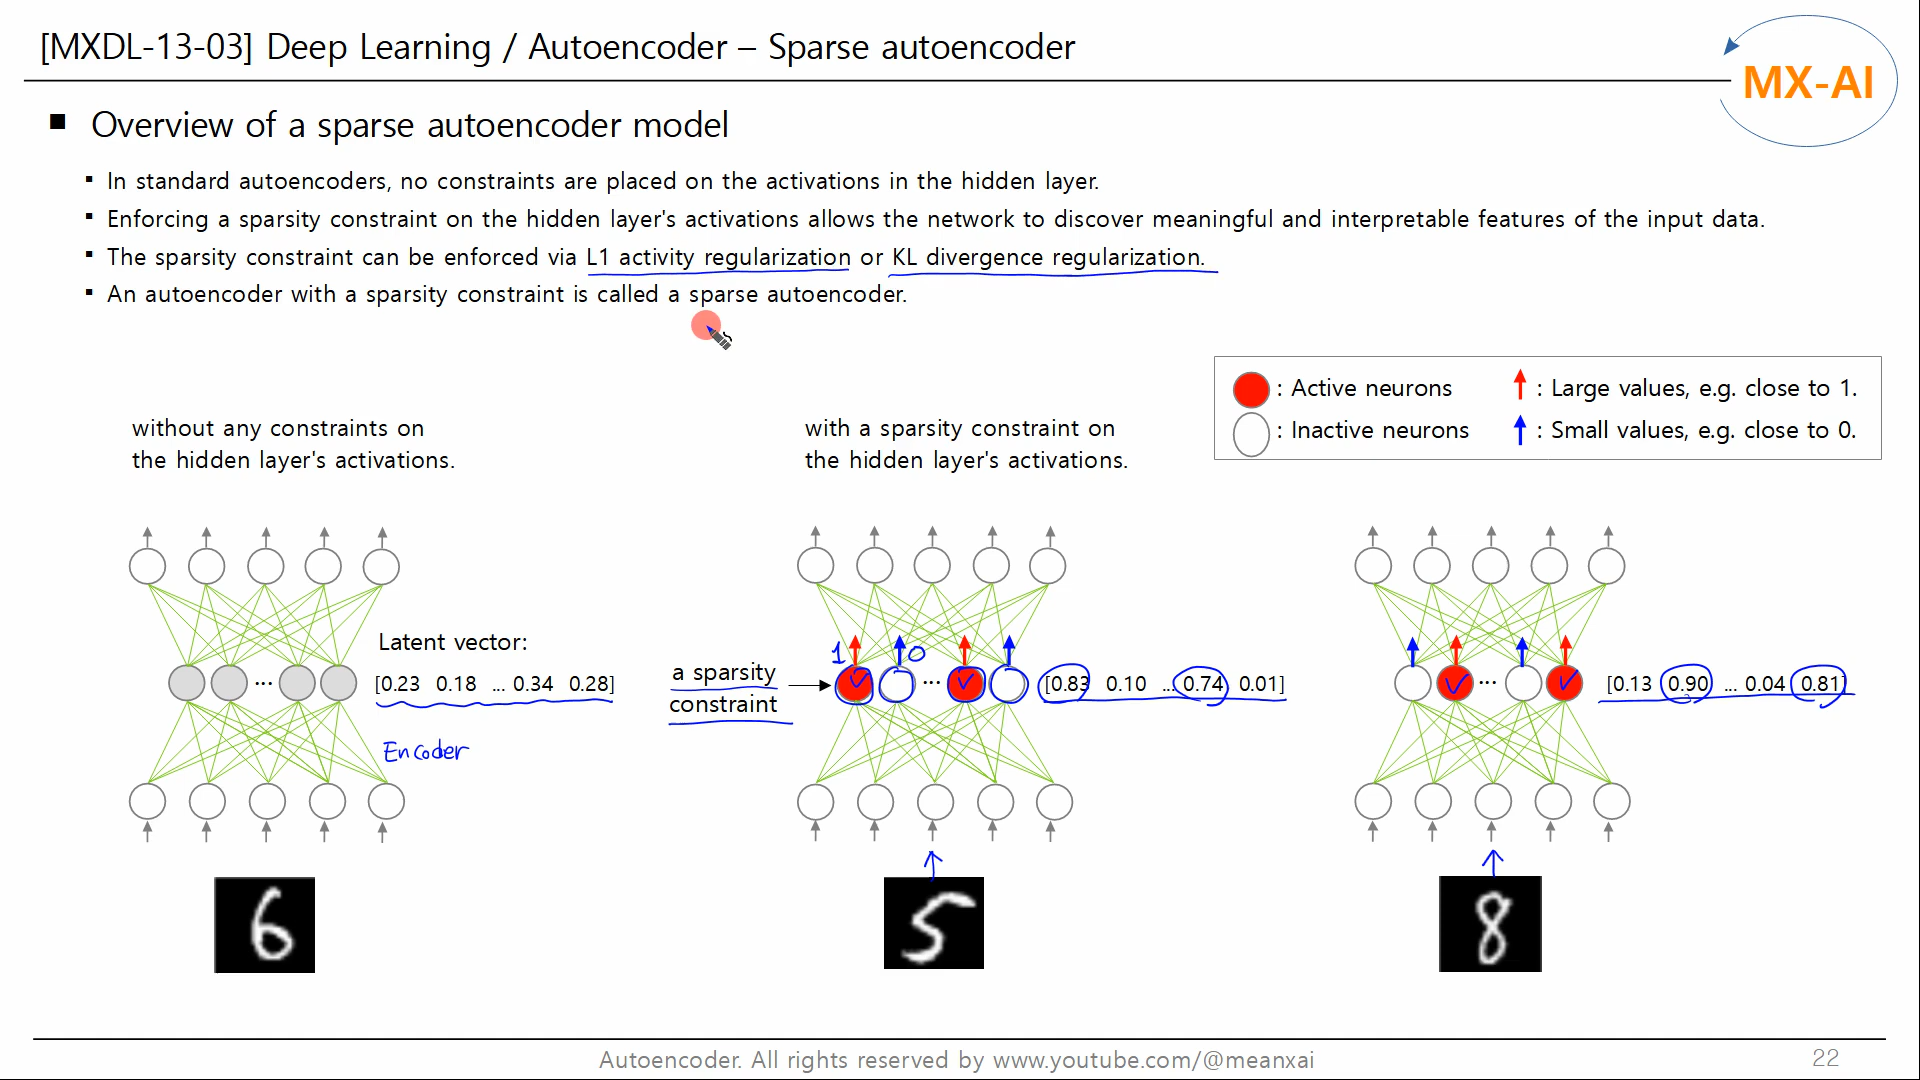 [MXDL-13-03] Deep Learning / Autoencoder – Sparse autoencoder
MX-AI
Overview of a sparse autoencoder model
In standard autoencoders, no constraints are placed on the activations in the hidden layer.
Enforcing a sparsity constraint on the hidden layer's activations allows the network to discover meaningful and interpretable features of the input data.
The sparsity constraint can be enforced via L1 activity regularization or KL divergence regularization.
An autoencoder with a sparsity constraint is called a sparse autoencoder.
: Active neurons
: Large values, e.g. close to 1.
: Inactive neurons
: Small values, e.g. close to 0.
without any constraints on
the hidden layer's activations.
with a sparsity constraint on
the hidden layer's activations.
Latent vector:
[0.23 0.18 ... 0.34 0.28]
Encoder
a sparsity
constraint
1
0
...
[0.83 0.10 ... 0.74 0.01]
...
[0.13 0.90 ... 0.04 0.81]
...
6
5
8
Autoencoder. All rights reserved by www.youtube.com/@meanxai
22